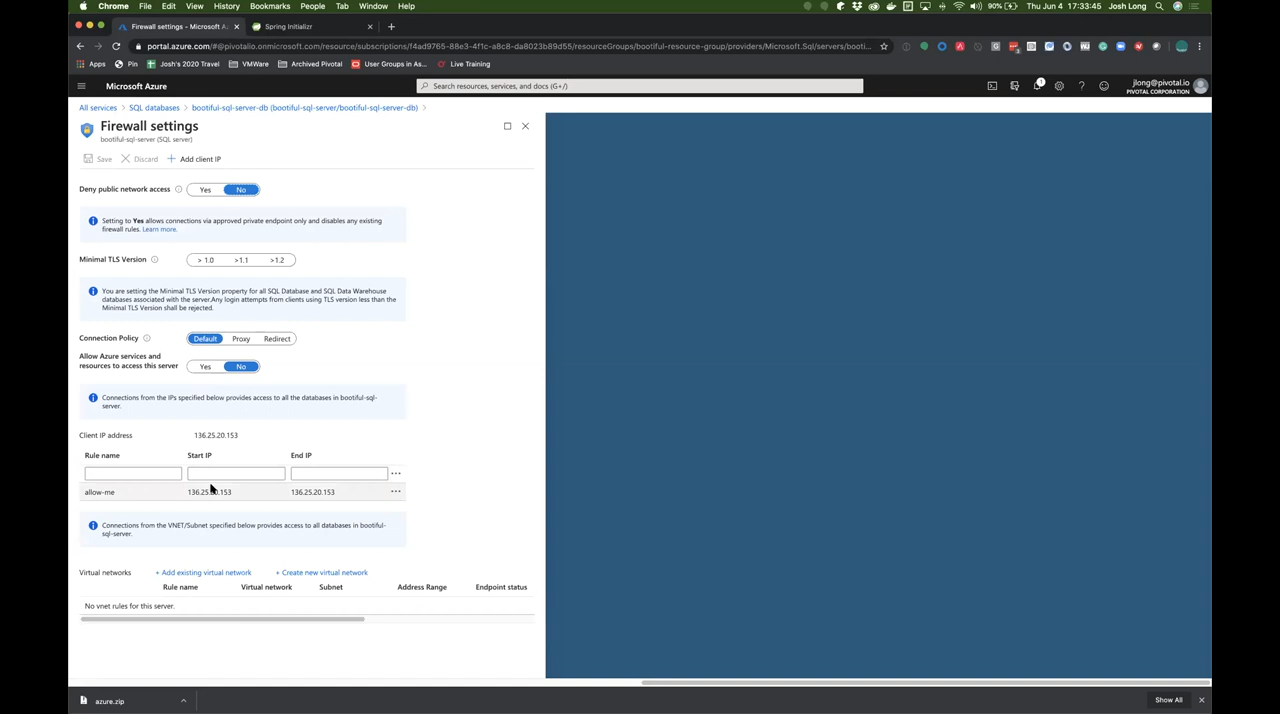 Chrome File Edit View History Bookmarks People Tab Window Help 90% Thu Jun 4 17:33:45 Josh Long
Firewall settings - Microsoft A
Spring Initializr
portal.azure.com/#@pivotalio.onmicrosoft.com/resource/subscriptions/f4ad9765-88e3-4f1c-a8c8-da8023b89d55/resourceGroups/bootiful-resource-group/providers/Microsoft.Sql/servers/booti...
Apps Pin Josh's 2020 Travel VMWare Archived Pivotal User Groups in As... Live Training
Microsoft Azure
Search resources, services, and docs (G+/)
1
jlong@pivotal.io
PIVOTAL CORPORATION
All services SQL databases bootiful-sql-server-db (bootiful-sql-server/bootiful-sql-server-db)
Firewall settings
bootiful-sql-server (SQL server)
Save Discard Add client IP
Deny public network access Yes No
Setting to Yes allows connections via approved private endpoint only and disables any existing
firewall rules. Learn more.
Minimal TLS Version > 1.0 >1.1 >1.2
You are setting the Minimal TLS Version property for all SQL Database and SQL Data Warehouse
databases associated with the server.Any login attempts from clients using TLS version less than the
Minimal TLS Version shall be rejected.
Connection Policy Default Proxy Redirect
Allow Azure services and
resources to access this server Yes No
Connections from the IPs specified below provides access to all the databases in bootiful-sql-
server.
Client IP address 136.25.20.153
Rule name Start IP End IP
allow-me 136.25.20.153 136.25.20.153
Connections from the VNET/Subnet specified below provides access to all databases in bootiful-
sql-server.
Virtual networks + Add existing virtual network + Create new virtual network
Rule name Virtual network Subnet Address Range Endpoint status
No vnet rules for this server.
azure.zip
Show All